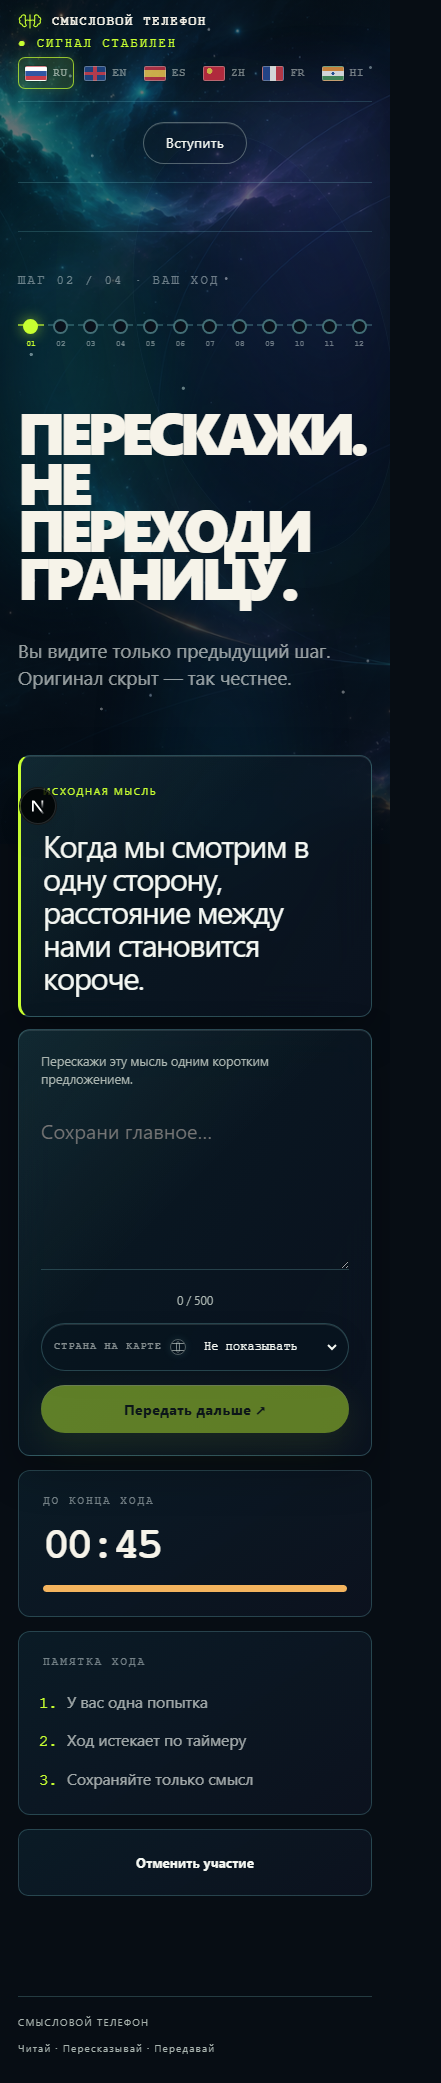 СМЫСЛОВОЙ ТЕЛЕФОН
СИГНАЛ СТАБИЛЕН
RU EN ES ZH FR HI
Вступить
ШАГ 02 / 04 · ВАШ ХОД
01 02 03 04 05 06 07 08 09 10 11 12
ПЕРЕСКАЖИ.
НЕ
ПЕРЕХОДИ
ГРАНИЦУ.
Вы видите только предыдущий шаг.
Оригинал скрыт — так честнее.
N
ИСХОДНАЯ МЫСЛЬ
Когда мы смотрим в
одну сторону,
расстояние между
нами становится
короче.
Перескажи эту мысль одним коротким
предложением.
Сохрани главное...
0 / 500
СТРАНА НА КАРТЕ Не показывать
Передать дальше ↗
ДО КОНЦА ХОДА
00:45
ПАМЯТКА ХОДА
1. У вас одна попытка
2. Ход истекает по таймеру
3. Сохраняйте только смысл
Отменить участие
СМЫСЛОВОЙ ТЕЛЕФОН
Читай · Пересказывай · Передавай